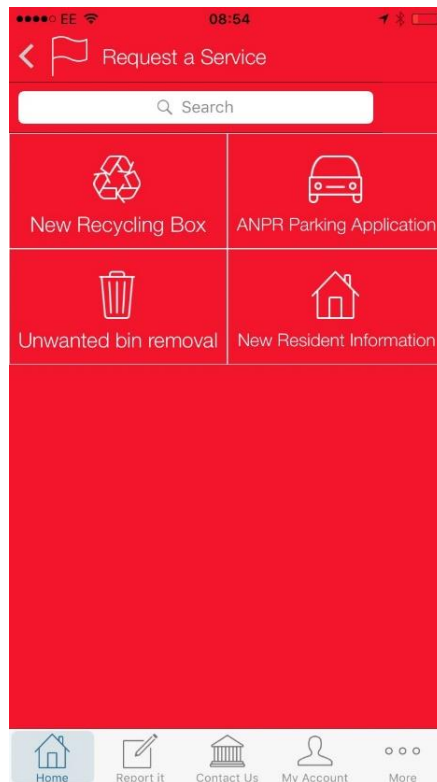 EE 08:54
Request a Service
Search
New Recycling Box ANPR Parking Application
Unwanted bin removal New Resident Information
Home Report it Contact Us My Account More